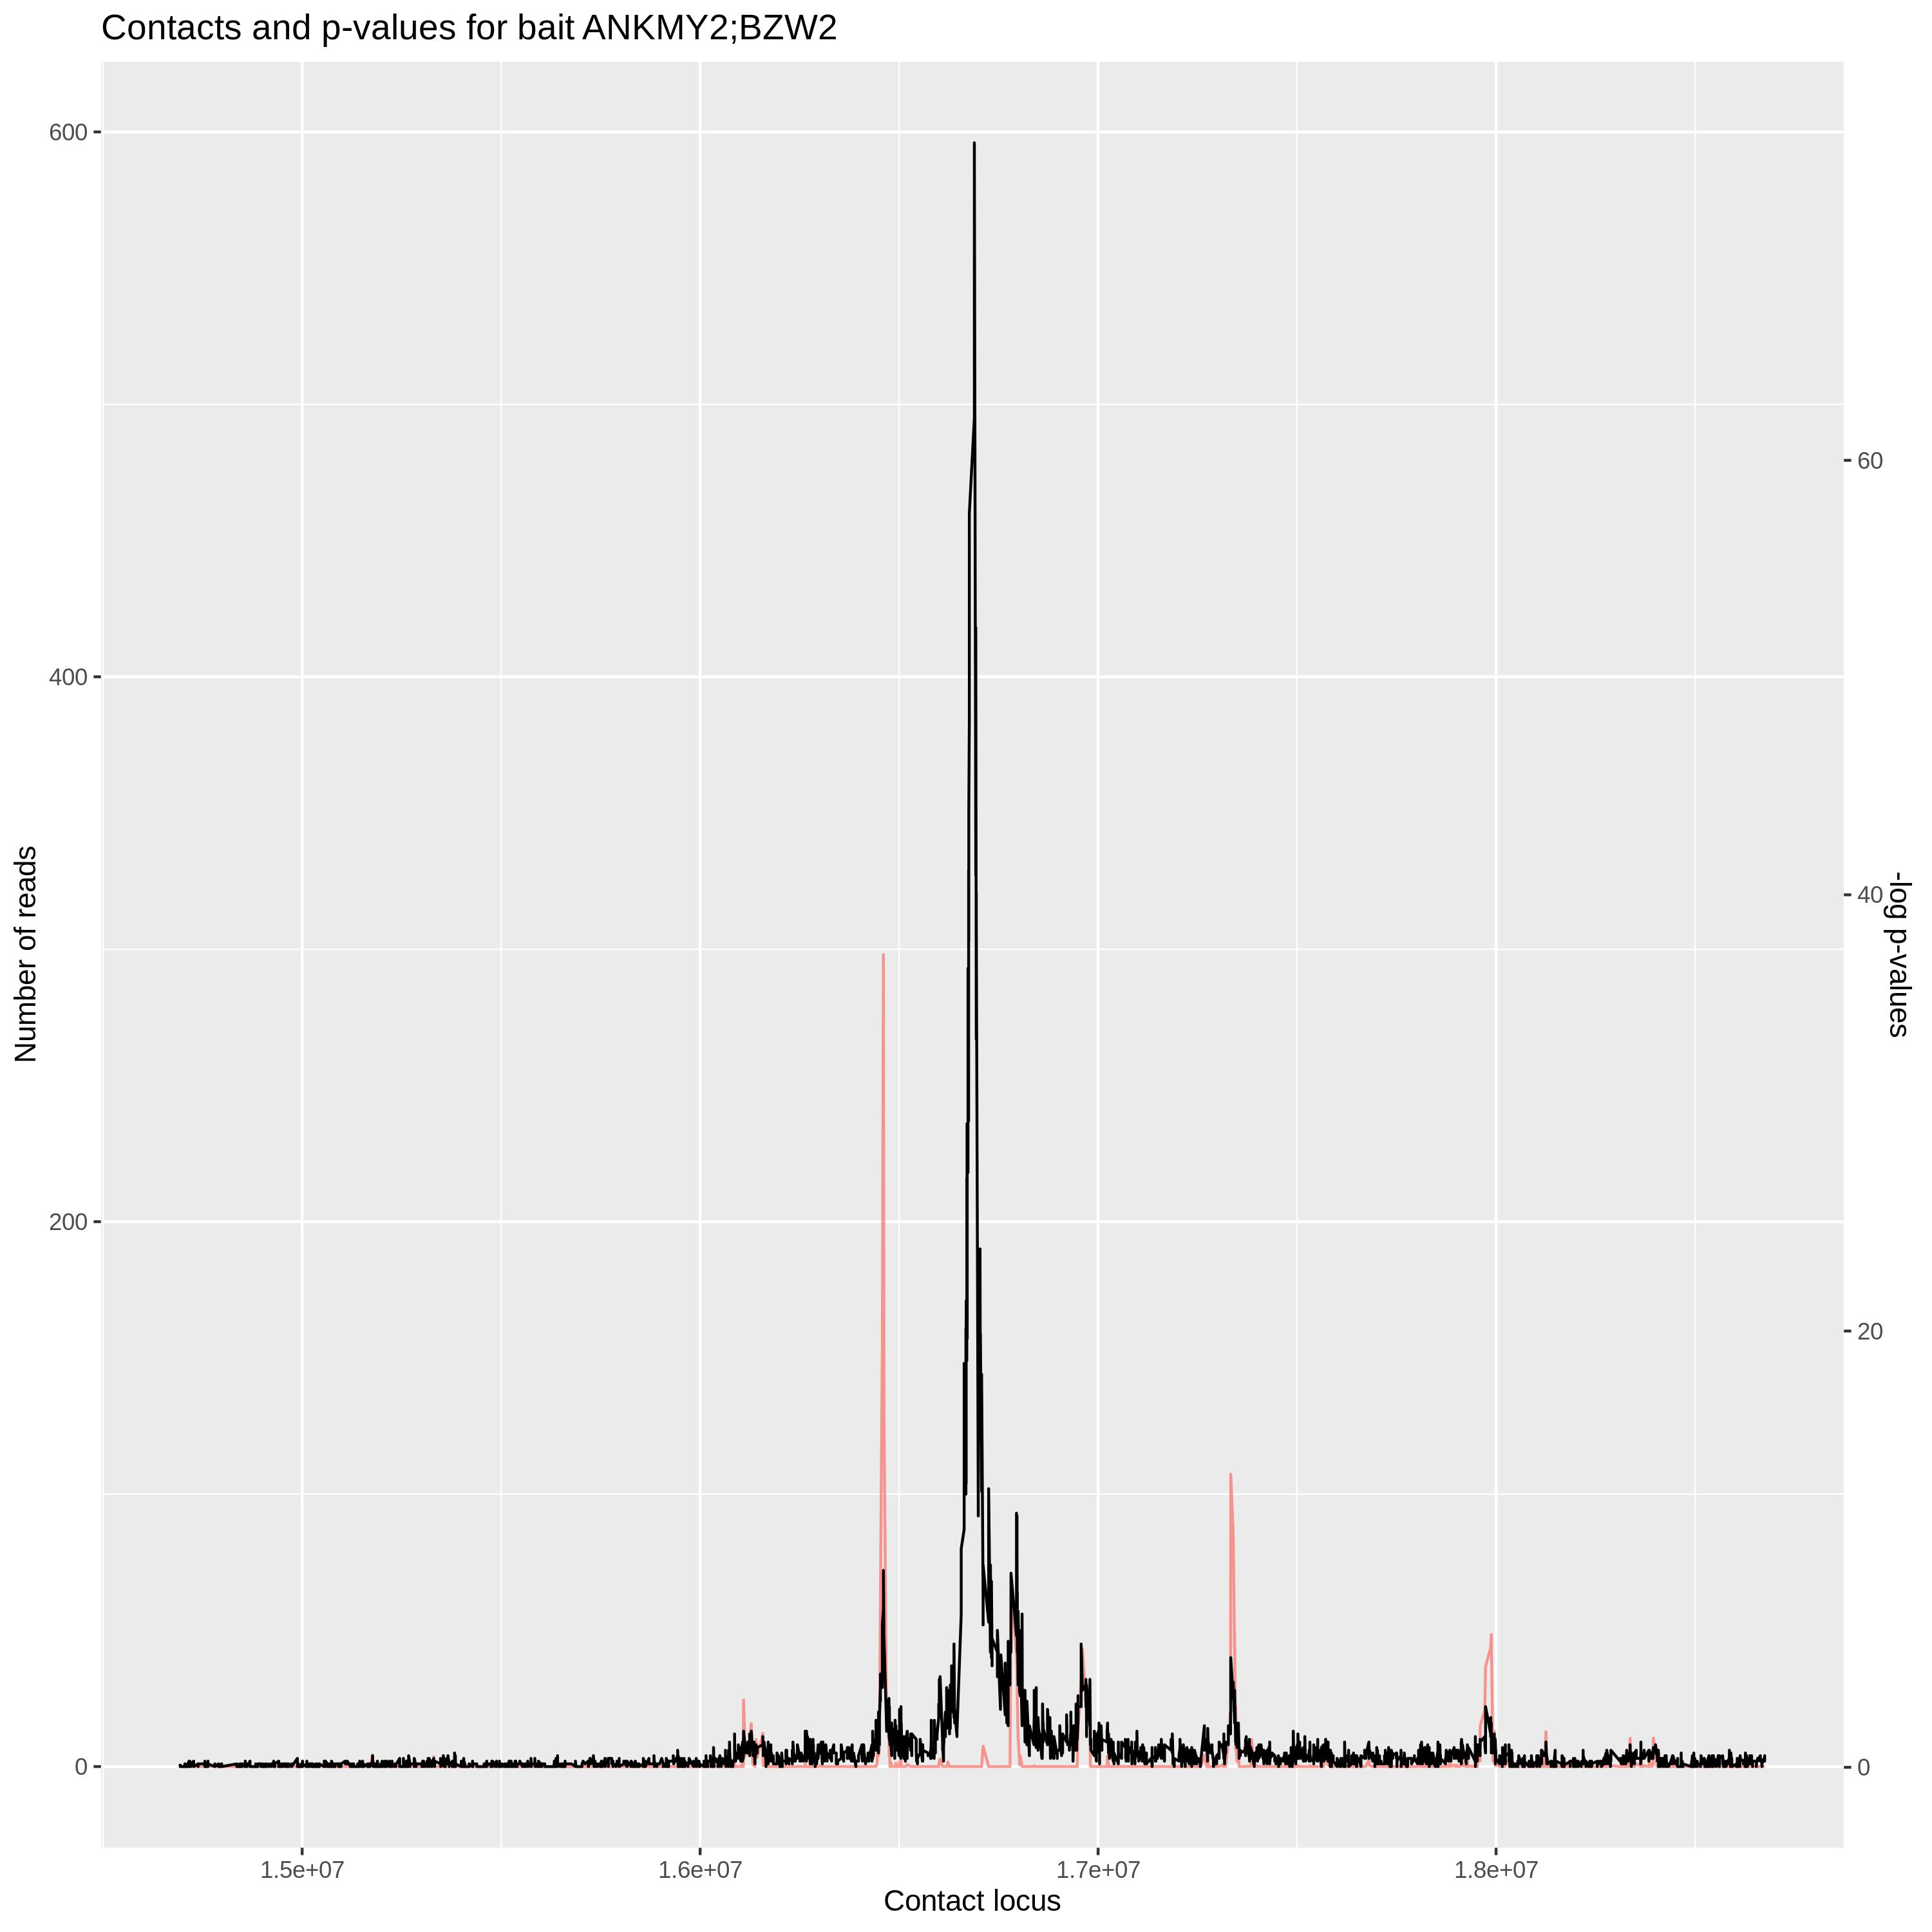 Contacts and p-values for bait ANKMY2;BZW2
600
400
200
0
Number of reads
60
40
20
0
-log p-values
1.5e+07
1.6e+07
1.7e+07
1.8e+07
Contact locus